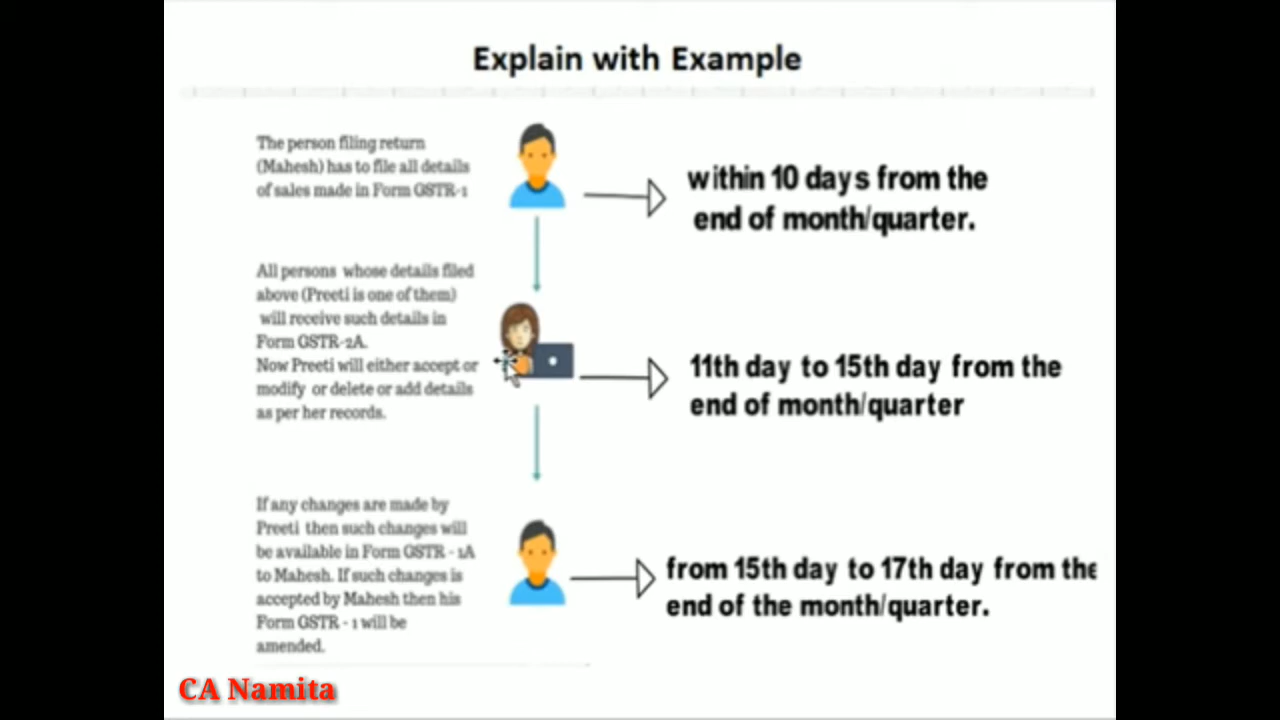 Explain with Example
The person filing return
(Mahesh) has to file all details
of sales made in Form GSTR-1
within 10 days from the
end of month/quarter.
All persons whose details filed
above (Preeti is one of them)
will receive such details in
Form GSTR-2A.
Now Preeti will either accept or
modify or delete or add details
as per her records.
11th day to 15th day from the
end of month/quarter
If any changes are made by
Preeti then such changes will
be available in Form GSTR - 1A
to Mahesh. If such changes is
accepted by Mahesh then his
Form GSTR - 1 will be
amended.
from 15th day to 17th day from the
end of the month/quarter.
CA Namita